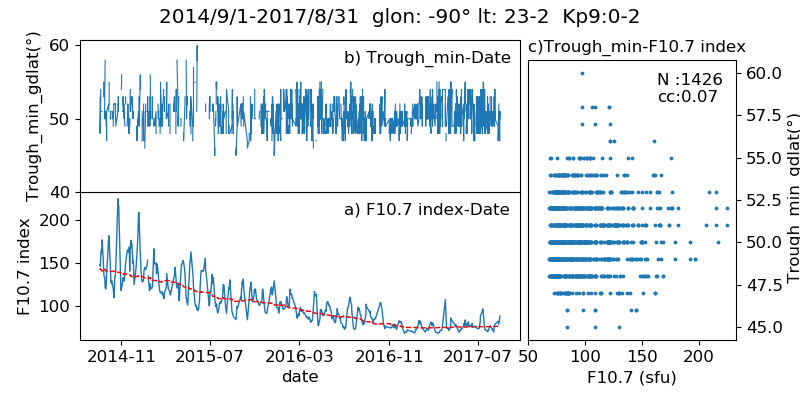 2014/9/1-2017/8/31  glon: -90° lt: 23-2  Kp9:0-2
b) Trough_min-Date
Trough_min_gdlat(°)
60
50
40
a) F10.7 index-Date
F10.7 index
200
150
100
2014-11
2015-07
2016-03
2016-11
2017-07
date
c)Trough_min-F10.7 index
N :1426
cc:0.07
60.0
57.5
55.0
52.5
50.0
47.5
45.0
Trough_min_gdlat(°)
50
100
150
200
F10.7 (sfu)